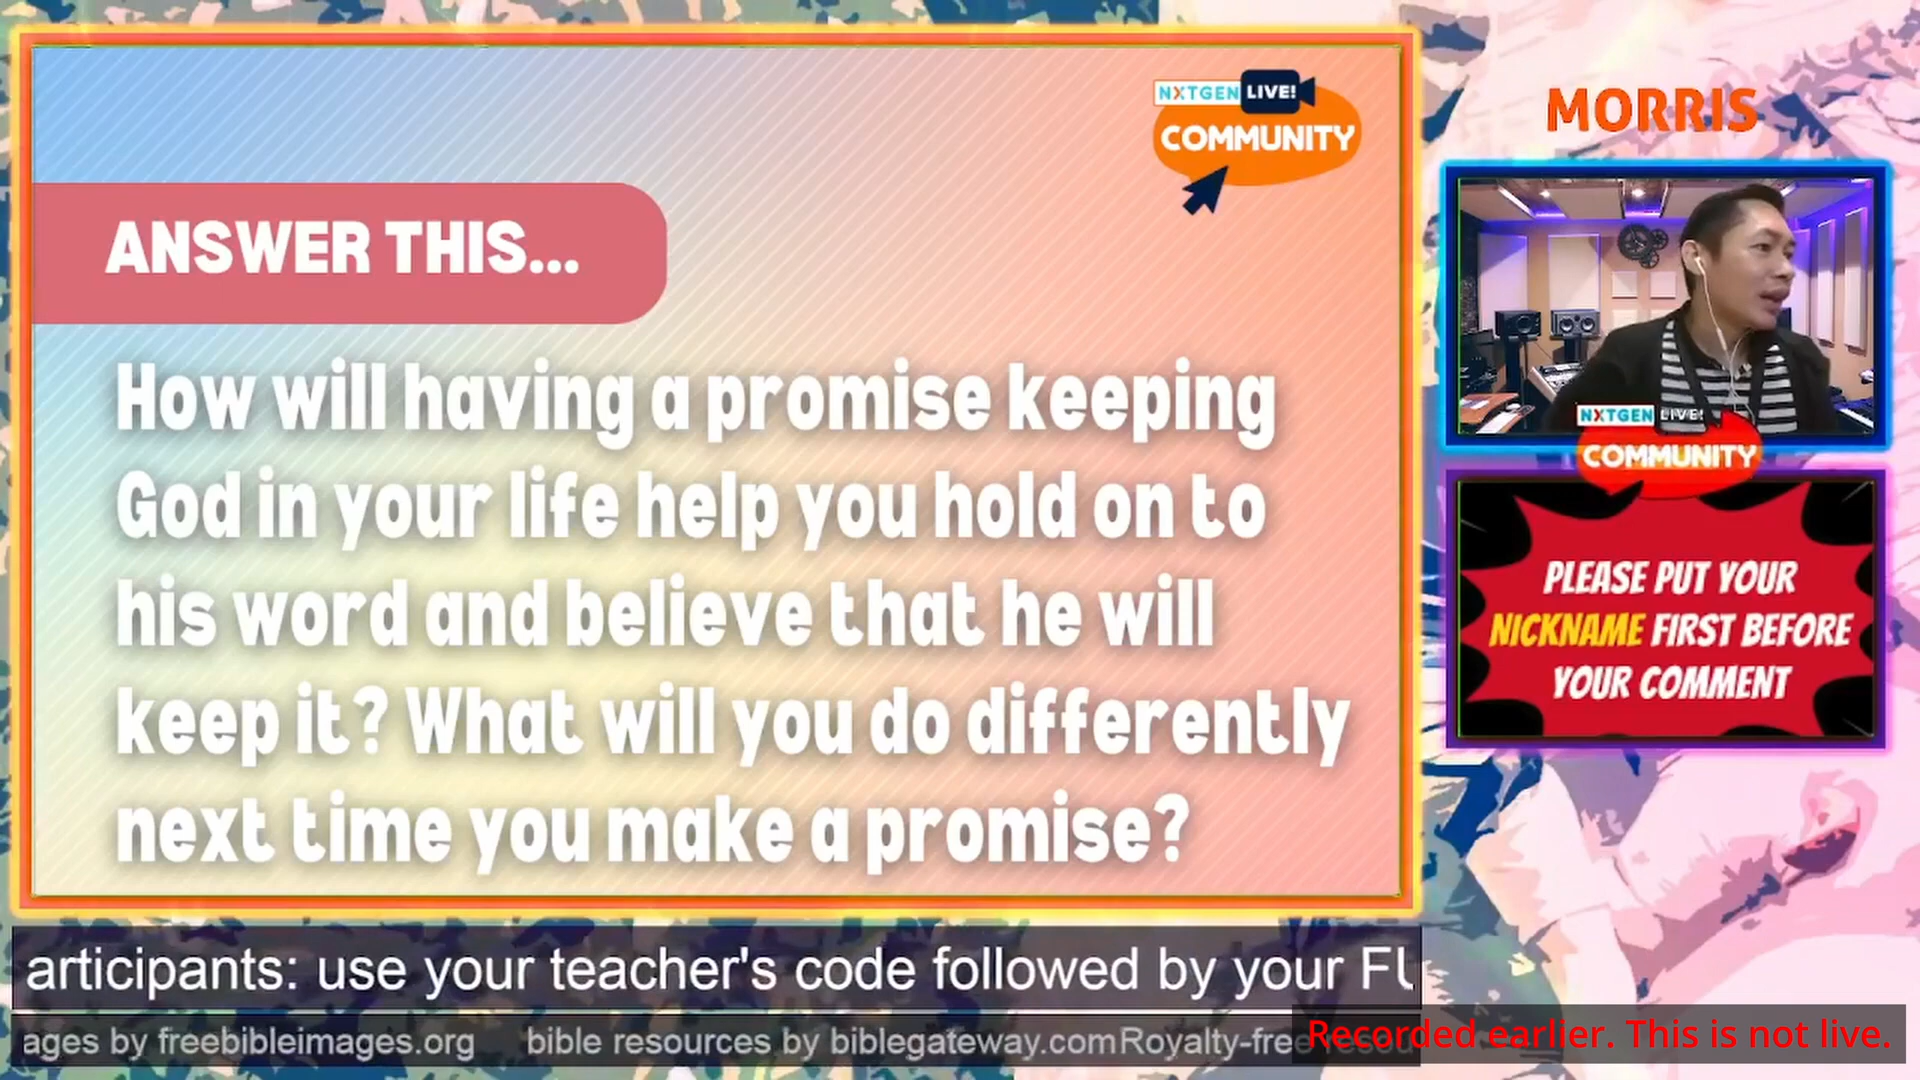 NXTGEN LIVE!
COMMUNITY
ANSWER THIS...
How will having a promise keeping
God in your life help you hold on to
his word and believe that he will
keep it? What will you do differently
next time you make a promise?
MORRIS
NXTGEN LIVE!
COMMUNITY
PLEASE PUT YOUR
NICKNAME FIRST BEFORE
YOUR COMMENT
articipants: use your teacher's code followed by your FU
ages by freebibleimages.org bible resources by biblegateway.comRoyalty-fre
Recorded earlier. This is not live.